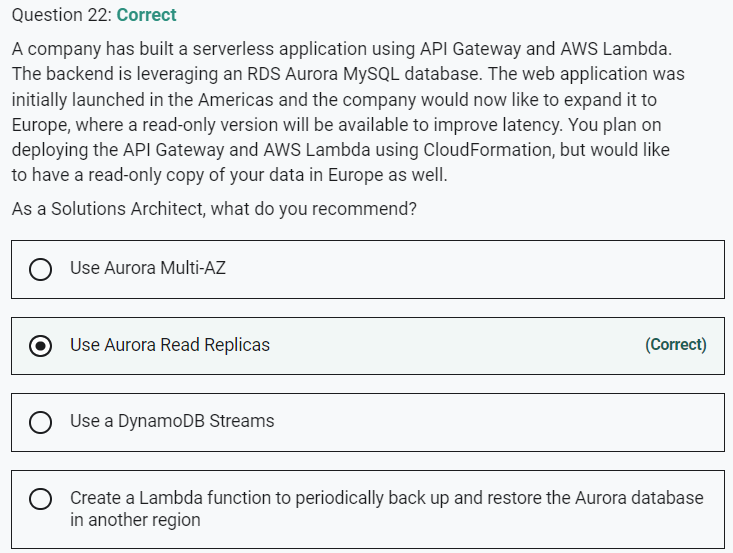 Question 22: Correct
A company has built a serverless application using API Gateway and AWS Lambda.
The backend is leveraging an RDS Aurora MySQL database. The web application was
initially launched in the Americas and the company would now like to expand it to
Europe, where a read-only version will be available to improve latency. You plan on
deploying the API Gateway and AWS Lambda using CloudFormation, but would like
to have a read-only copy of your data in Europe as well.
As a Solutions Architect, what do you recommend?
Use Aurora Multi-AZ
Use Aurora Read Replicas (Correct)
Use a DynamoDB Streams
Create a Lambda function to periodically back up and restore the Aurora database
in another region